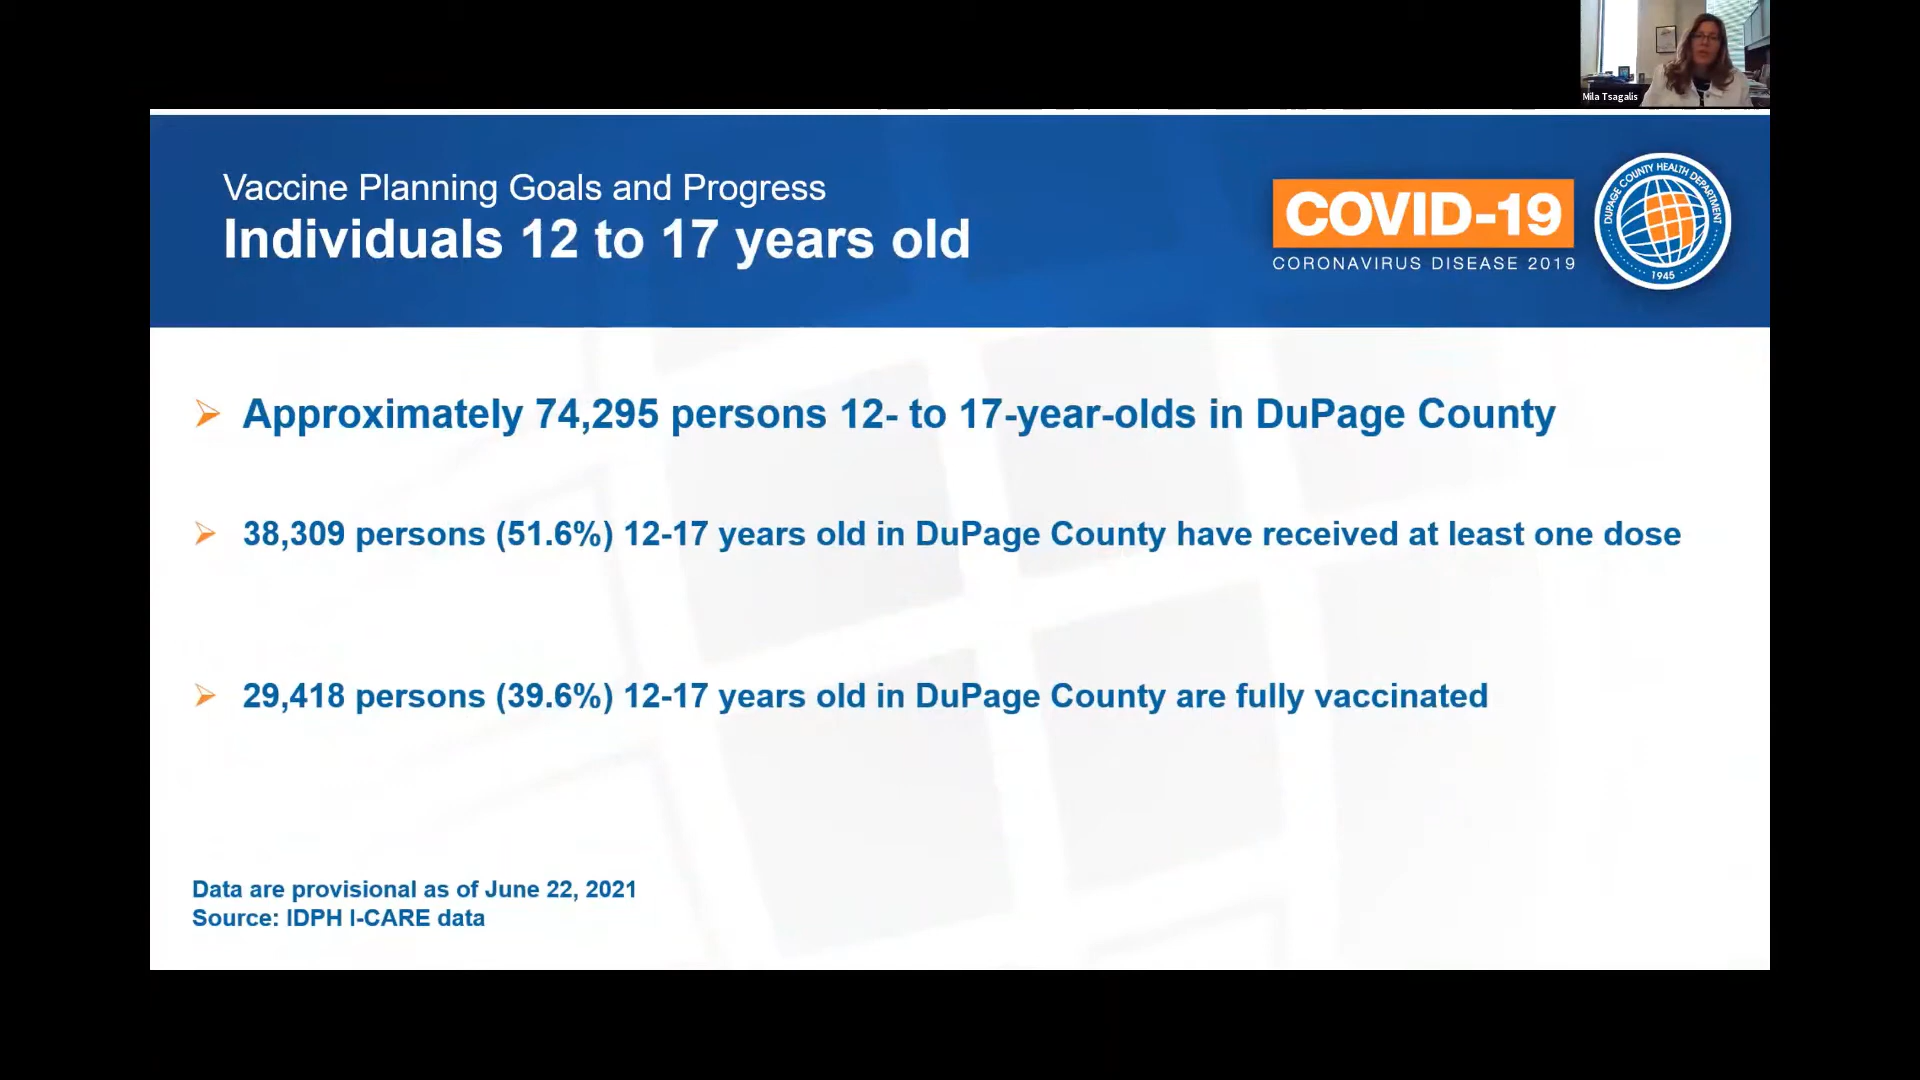 Mila Tsagalis
Vaccine Planning Goals and Progress
Individuals 12 to 17 years old
COVID-19
CORONAVIRUS DISEASE 2019
DUPAGE COUNTY HEALTH DEPARTMENT
1945
Approximately 74,295 persons 12- to 17-year-olds in DuPage County
38,309 persons (51.6%) 12-17 years old in DuPage County have received at least one dose
29,418 persons (39.6%) 12-17 years old in DuPage County are fully vaccinated
Data are provisional as of June 22, 2021
Source: IDPH I-CARE data